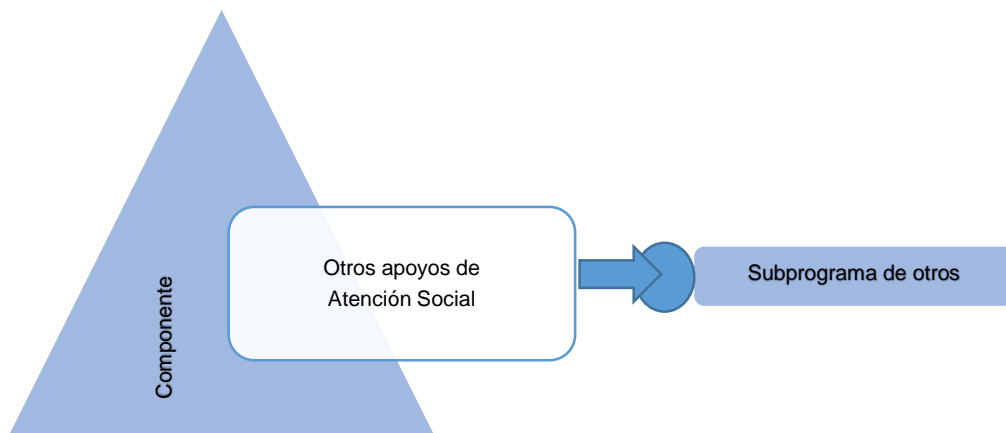 Componente
Otros apoyos de
Atención Social
Subprograma de otros